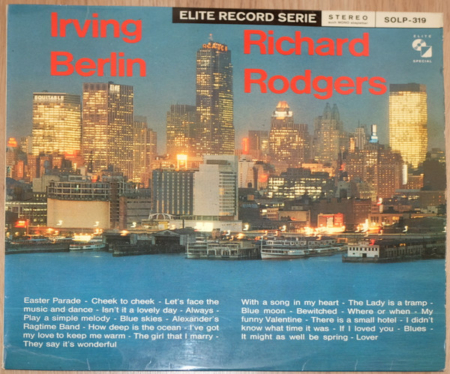 ELITE RECORD SERIE
STEREO
SOLP-319
Irving
Berlin
Richard
Rodgers
ELITE
SPECIAL
EQUITABLE
Easter Parade - Cheek to cheek - Let's face the
music and dance - Isn't it a lovely day - Always -
Play a simple melody - Blue skies - Alexander's
Ragtime Band - How deep is the ocean - I've got
my love to keep me warm - The girl that I marry -
They say it's wonderful
With a song in my heart - The Lady is a tramp -
Blue moon - Bewitched - Where or when - My
funny Valentine - There is a small hotel - I didn't
know what time it was - If I loved you - Blues -
It might as well be spring - Lover